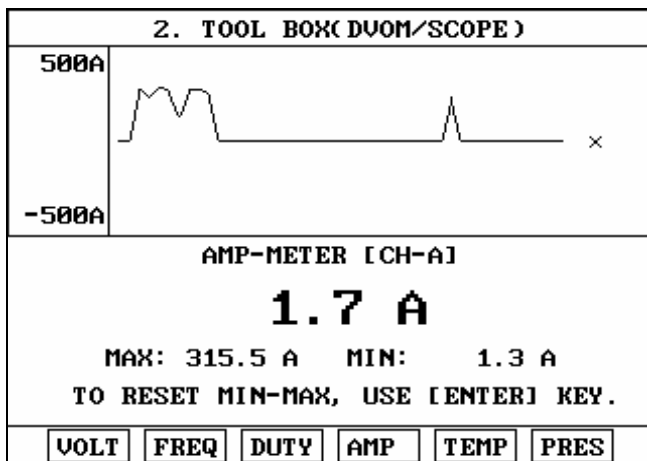 2. TOOL BOX(DVOM/SCOPE)
500A
-500A
AMP-METER [CH-A]
1.7 A
MAX: 315.5 A MIN: 1.3 A
TO RESET MIN-MAX, USE [ENTER] KEY.
VOLT FREQ DUTY AMP TEMP PRES